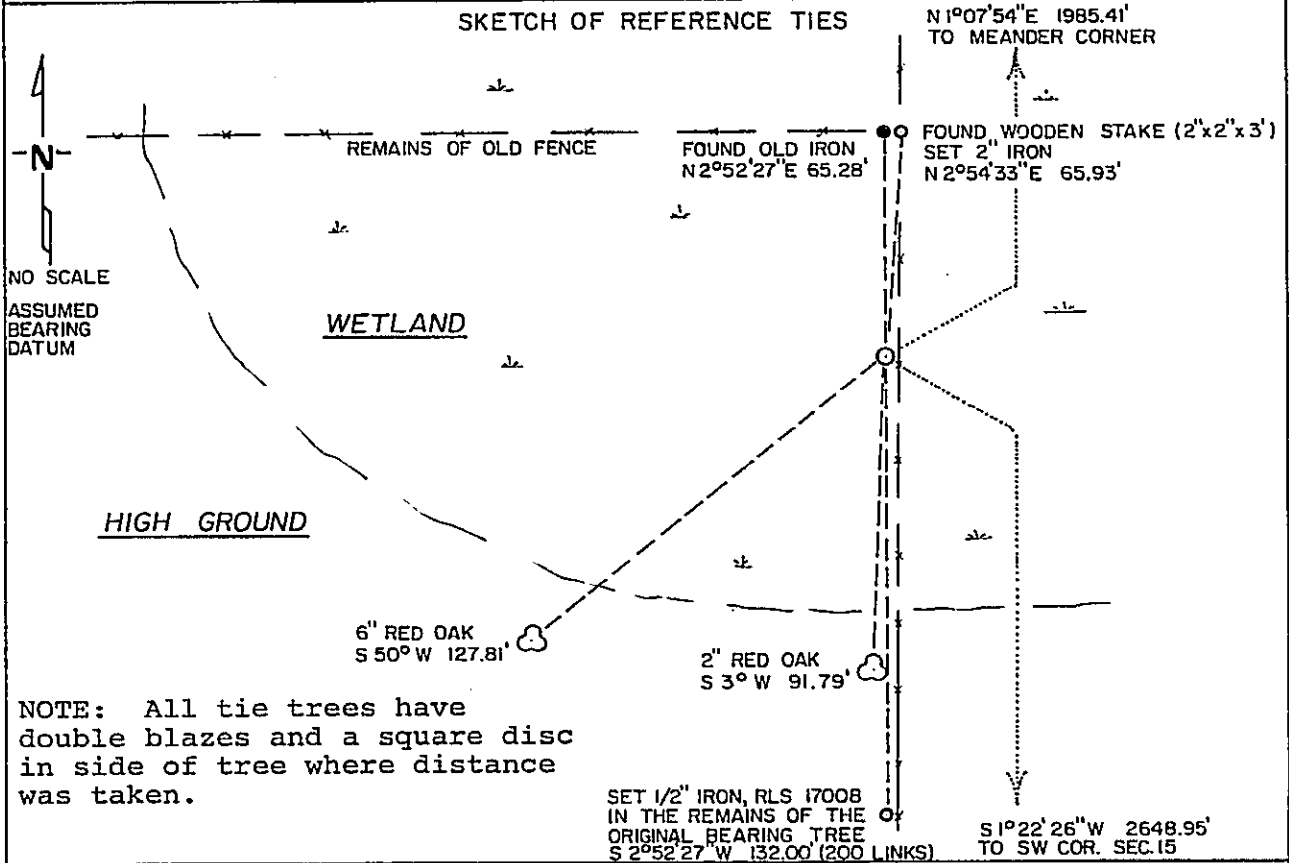 SKETCH OF REFERENCE TIES
N 1°07'54"E 1985.41'
TO MEANDER CORNER
N
NO SCALE
ASSUMED
BEARING
DATUM
REMAINS OF OLD FENCE
FOUND OLD IRON
N 2°52'27"E 65.28'
FOUND WOODEN STAKE (2"x2"x3')
SET 2" IRON
N 2°54'33"E 65.93'
WETLAND
HIGH GROUND
6" RED OAK
S 50° W 127.81'
2" RED OAK
S 3° W 91.79'
NOTE: All tie trees have
double blazes and a square disc
in side of tree where distance
was taken.
SET 1/2" IRON, RLS 17008
IN THE REMAINS OF THE
ORIGINAL BEARING TREE
S 2°52'27"W 132.00'(200 LINKS)
S 1°22'26"W 2648.95'
TO SW COR. SEC.15